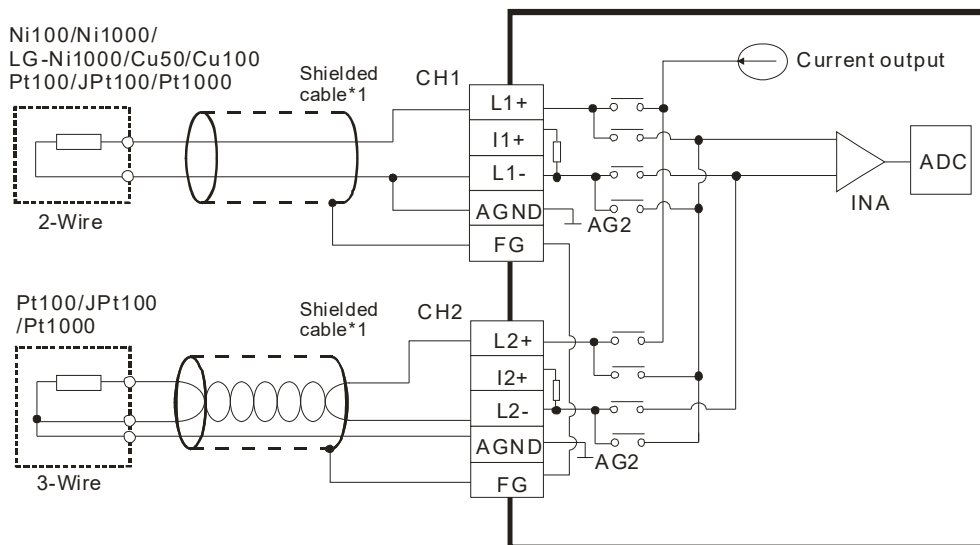 Ni100/Ni1000/
LG-Ni1000/Cu50/Cu100
Pt100/JPt100/Pt1000
Shielded
cable*1
CH1
L1+
I1+
L1-
AGND
FG
2-Wire
Current output
AG2
INA
ADC
Pt100/JPt100
/Pt1000
Shielded
cable*1
CH2
L2+
I2+
L2-
AGND
FG
3-Wire
AG2